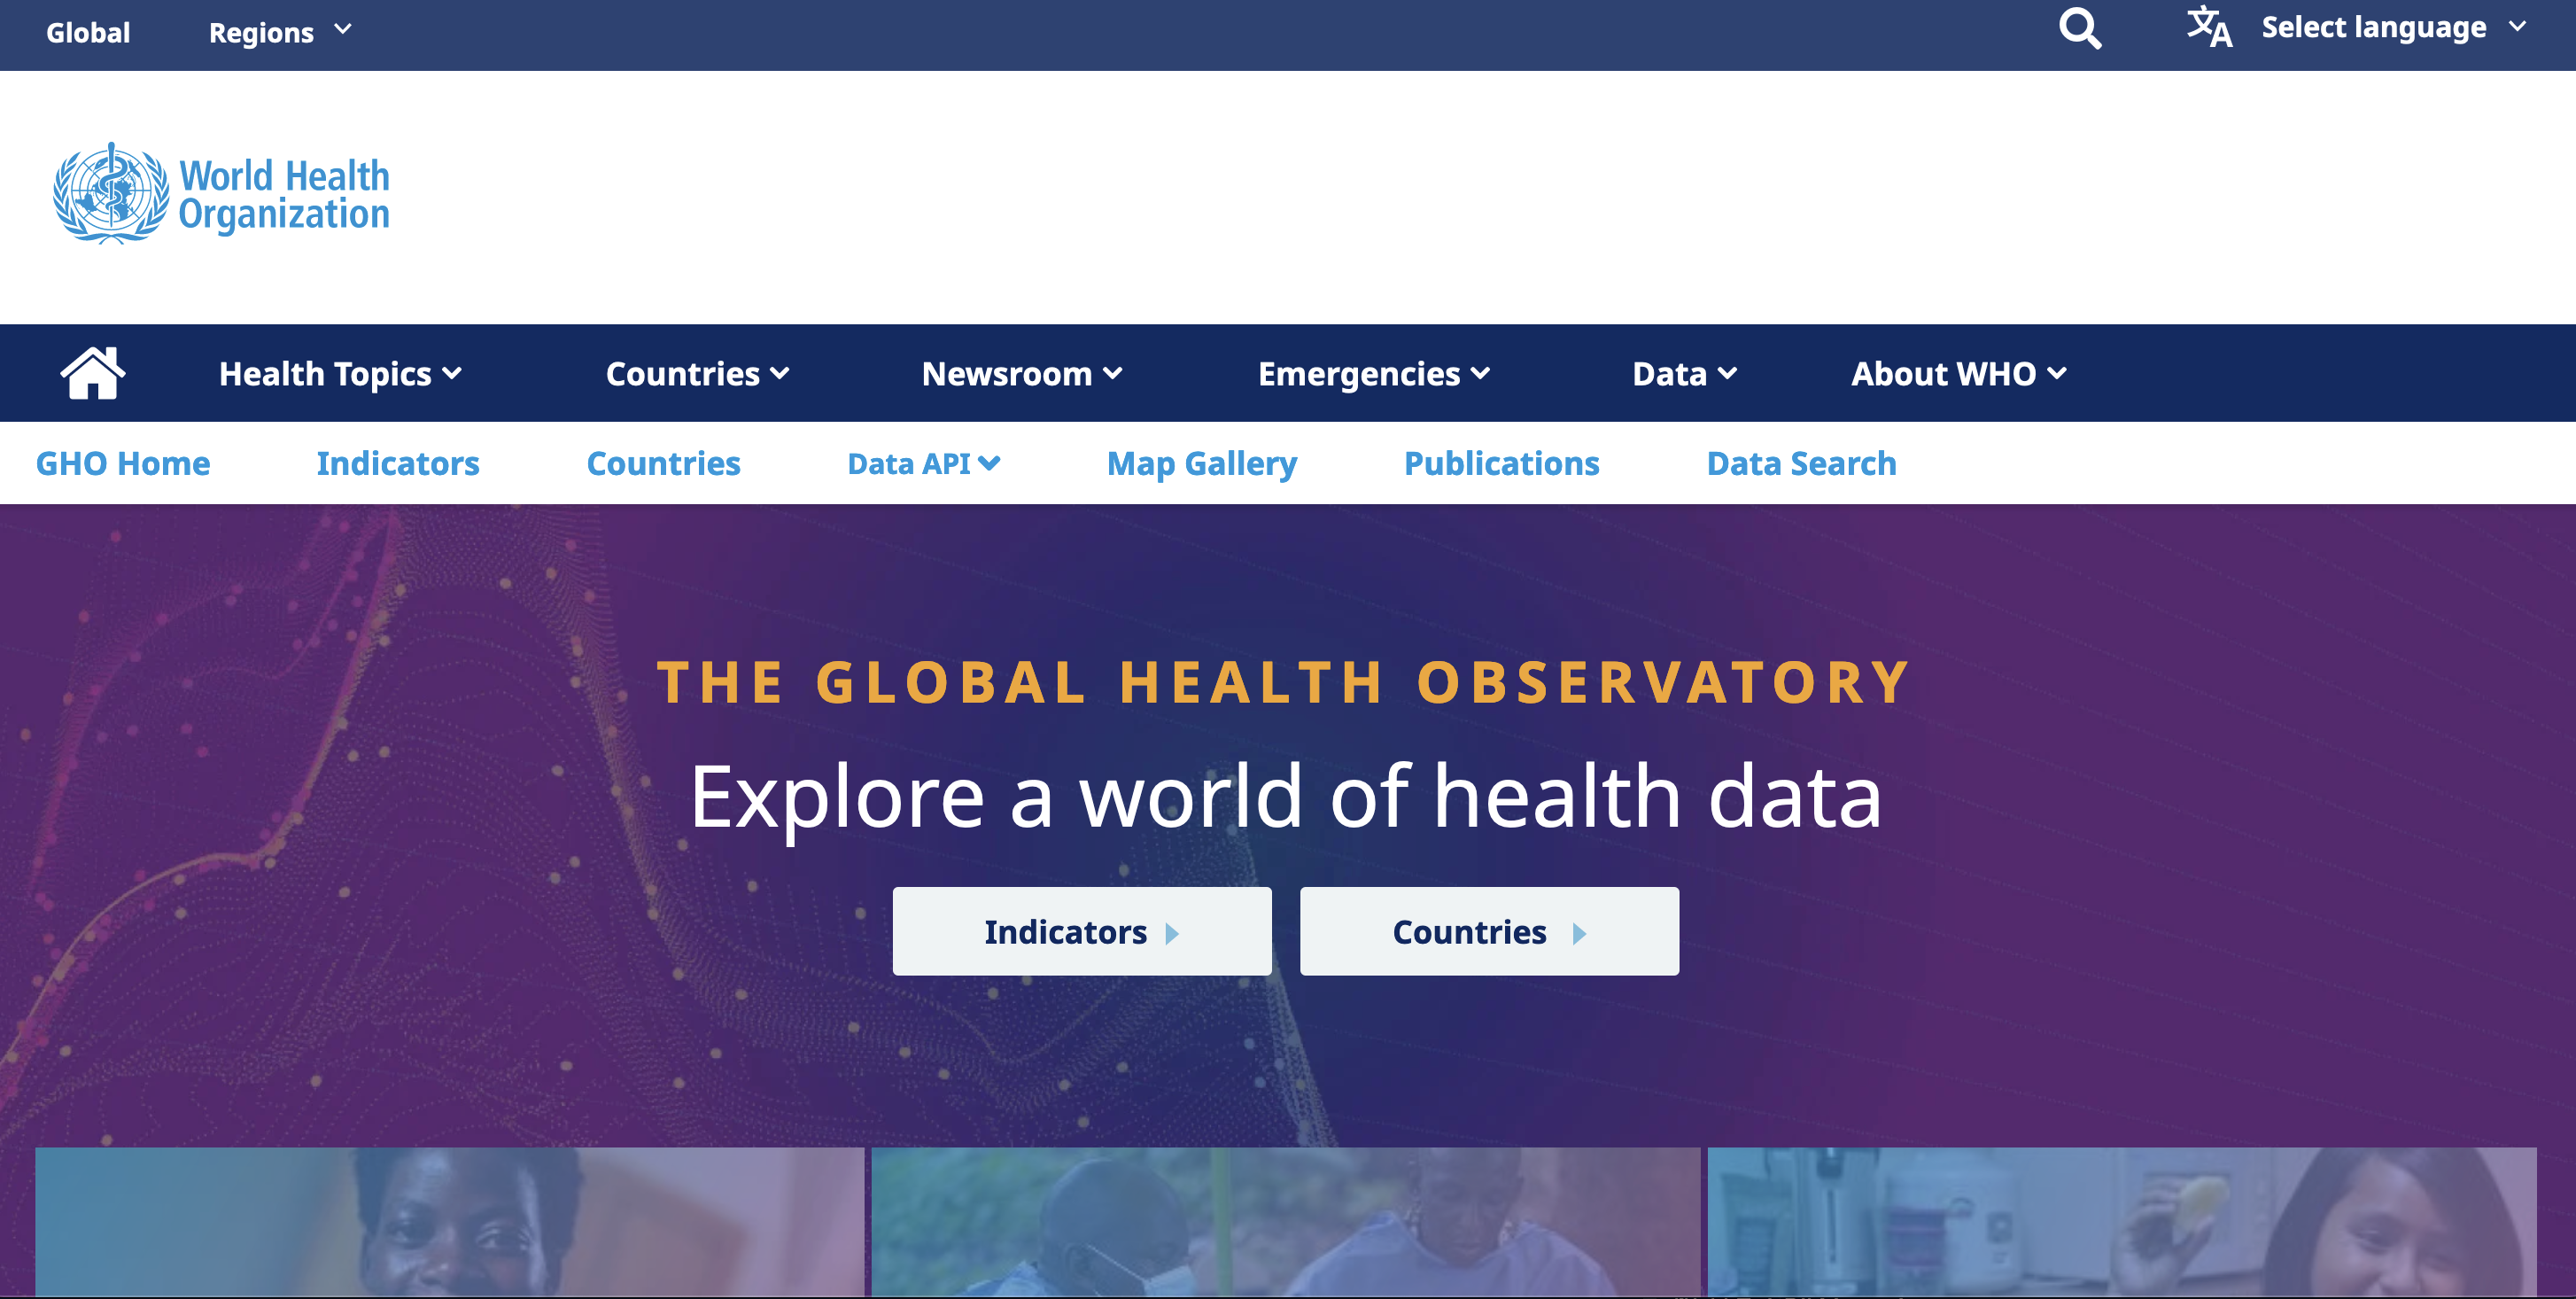 Global Regions Select language
World Health
Organization
Health Topics Countries Newsroom Emergencies Data About WHO
GHO Home Indicators Countries Data API Map Gallery Publications Data Search
THE GLOBAL HEALTH OBSERVATORY
Explore a world of health data
Indicators Countries